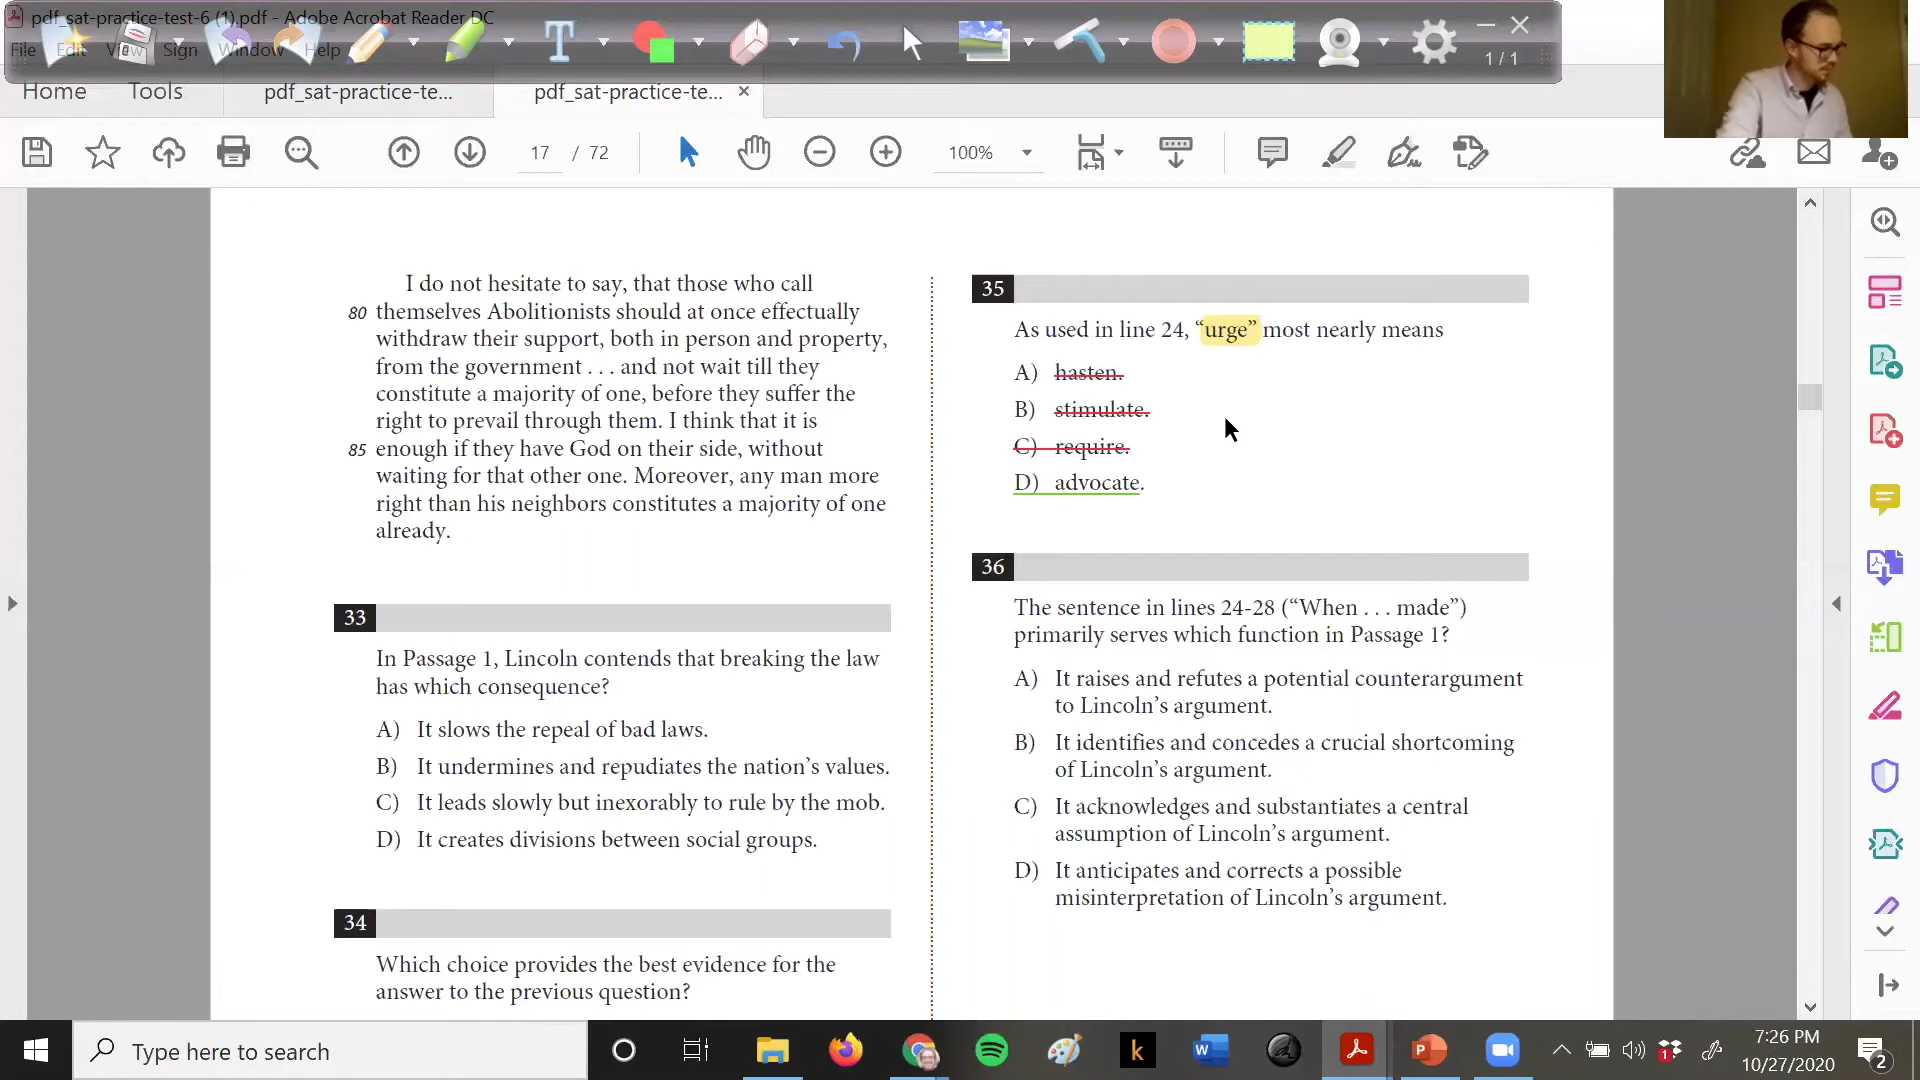 pdf_sat-practice-test-6 (1).pdf - Adobe Acrobat Reader DC
File Edit View Sign Window Help
1 / 1
Home Tools pdf_sat-practice-te... pdf_sat-practice-te... ×
17 / 72 100%
I do not hesitate to say, that those who call
80 themselves Abolitionists should at once effectually
withdraw their support, both in person and property,
from the government . . . and not wait till they
constitute a majority of one, before they suffer the
right to prevail through them. I think that it is
85 enough if they have God on their side, without
waiting for that other one. Moreover, any man more
right than his neighbors constitutes a majority of one
already.
33
In Passage 1, Lincoln contends that breaking the law
has which consequence?
A) It slows the repeal of bad laws.
B) It undermines and repudiates the nation’s values.
C) It leads slowly but inexorably to rule by the mob.
D) It creates divisions between social groups.
34
Which choice provides the best evidence for the
answer to the previous question?
35
As used in line 24, “urge” most nearly means
A) hasten.
B) stimulate.
C) require.
D) advocate.
36
The sentence in lines 24-28 (“When . . . made”)
primarily serves which function in Passage 1?
A) It raises and refutes a potential counterargument
to Lincoln’s argument.
B) It identifies and concedes a crucial shortcoming
of Lincoln’s argument.
C) It acknowledges and substantiates a central
assumption of Lincoln’s argument.
D) It anticipates and corrects a possible
misinterpretation of Lincoln’s argument.
Type here to search
k
W
P
1
7:26 PM
10/27/2020
2